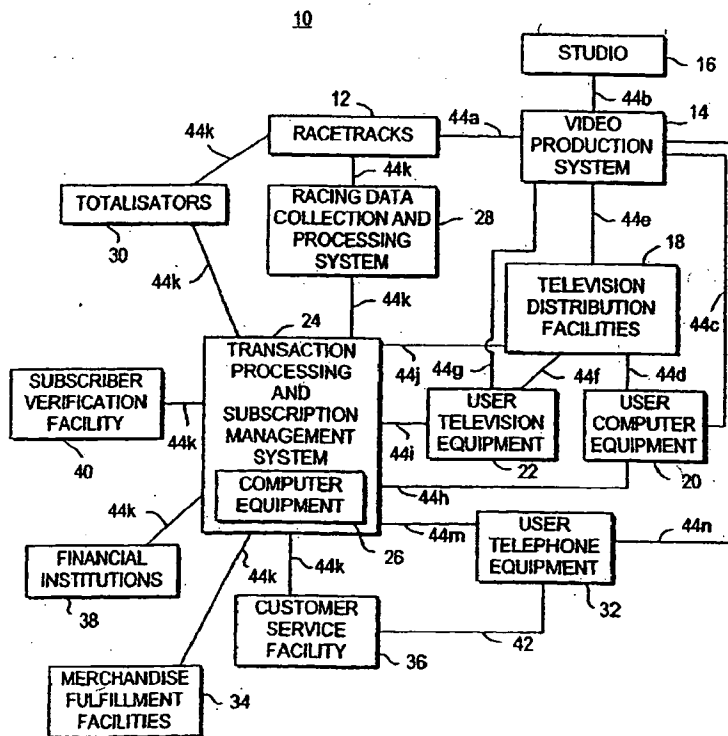 10
STUDIO
16
12
44a
44b
14
RACETRACKS
VIDEO
PRODUCTION
SYSTEM
44k
44k
TOTALISATORS
30
RACING DATA
COLLECTION AND
PROCESSING
SYSTEM
28
44e
18
44k
44k
24
TELEVISION
DISTRIBUTION
FACILITIES
44c
TRANSACTION
PROCESSING
AND
SUBSCRIPTION
MANAGEMENT
SYSTEM
44j
44g
44f
44d
SUBSCRIBER
VERIFICATION
FACILITY
40
44k
USER
TELEVISION
EQUIPMENT
22
44i
USER
COMPUTER
EQUIPMENT
20
COMPUTER
EQUIPMENT
26
44h
44k
44m
USER
TELEPHONE
EQUIPMENT
32
44n
FINANCIAL
INSTITUTIONS
38
44k
44k
CUSTOMER
SERVICE
FACILITY
36
42
MERCHANDISE
FULFILLMENT
FACILITIES
34